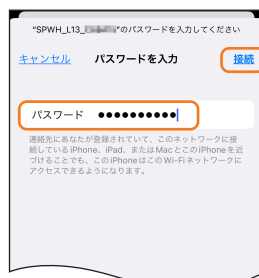 "SPWH_L13_ "のパスワードを入力してください
キャンセル パスワードを入力 接続
パスワード ●●●●●●●●●●
連絡先にあなたが登録されていて、このネットワークに接
続しているiPhone、iPad、またはMacとこのiPhoneを近
づけることでも、このiPhoneはこのWi-Fiネットワークに
アクセスできるようになります。